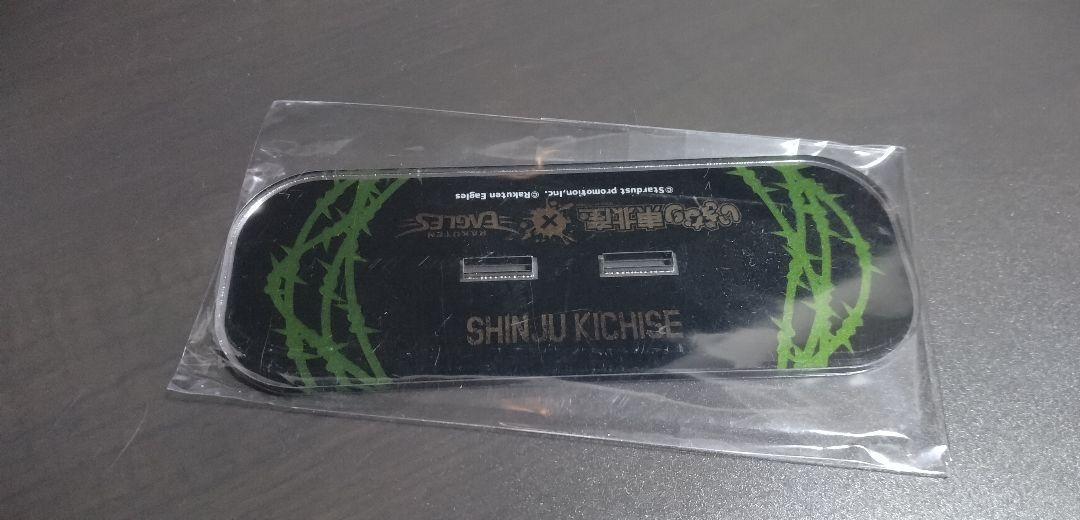 ©Stardust promotion,Inc. ©Rakuten Eagles
いぎなり東北産 × RAKUTEN EAGLES
SHINJU KICHISE